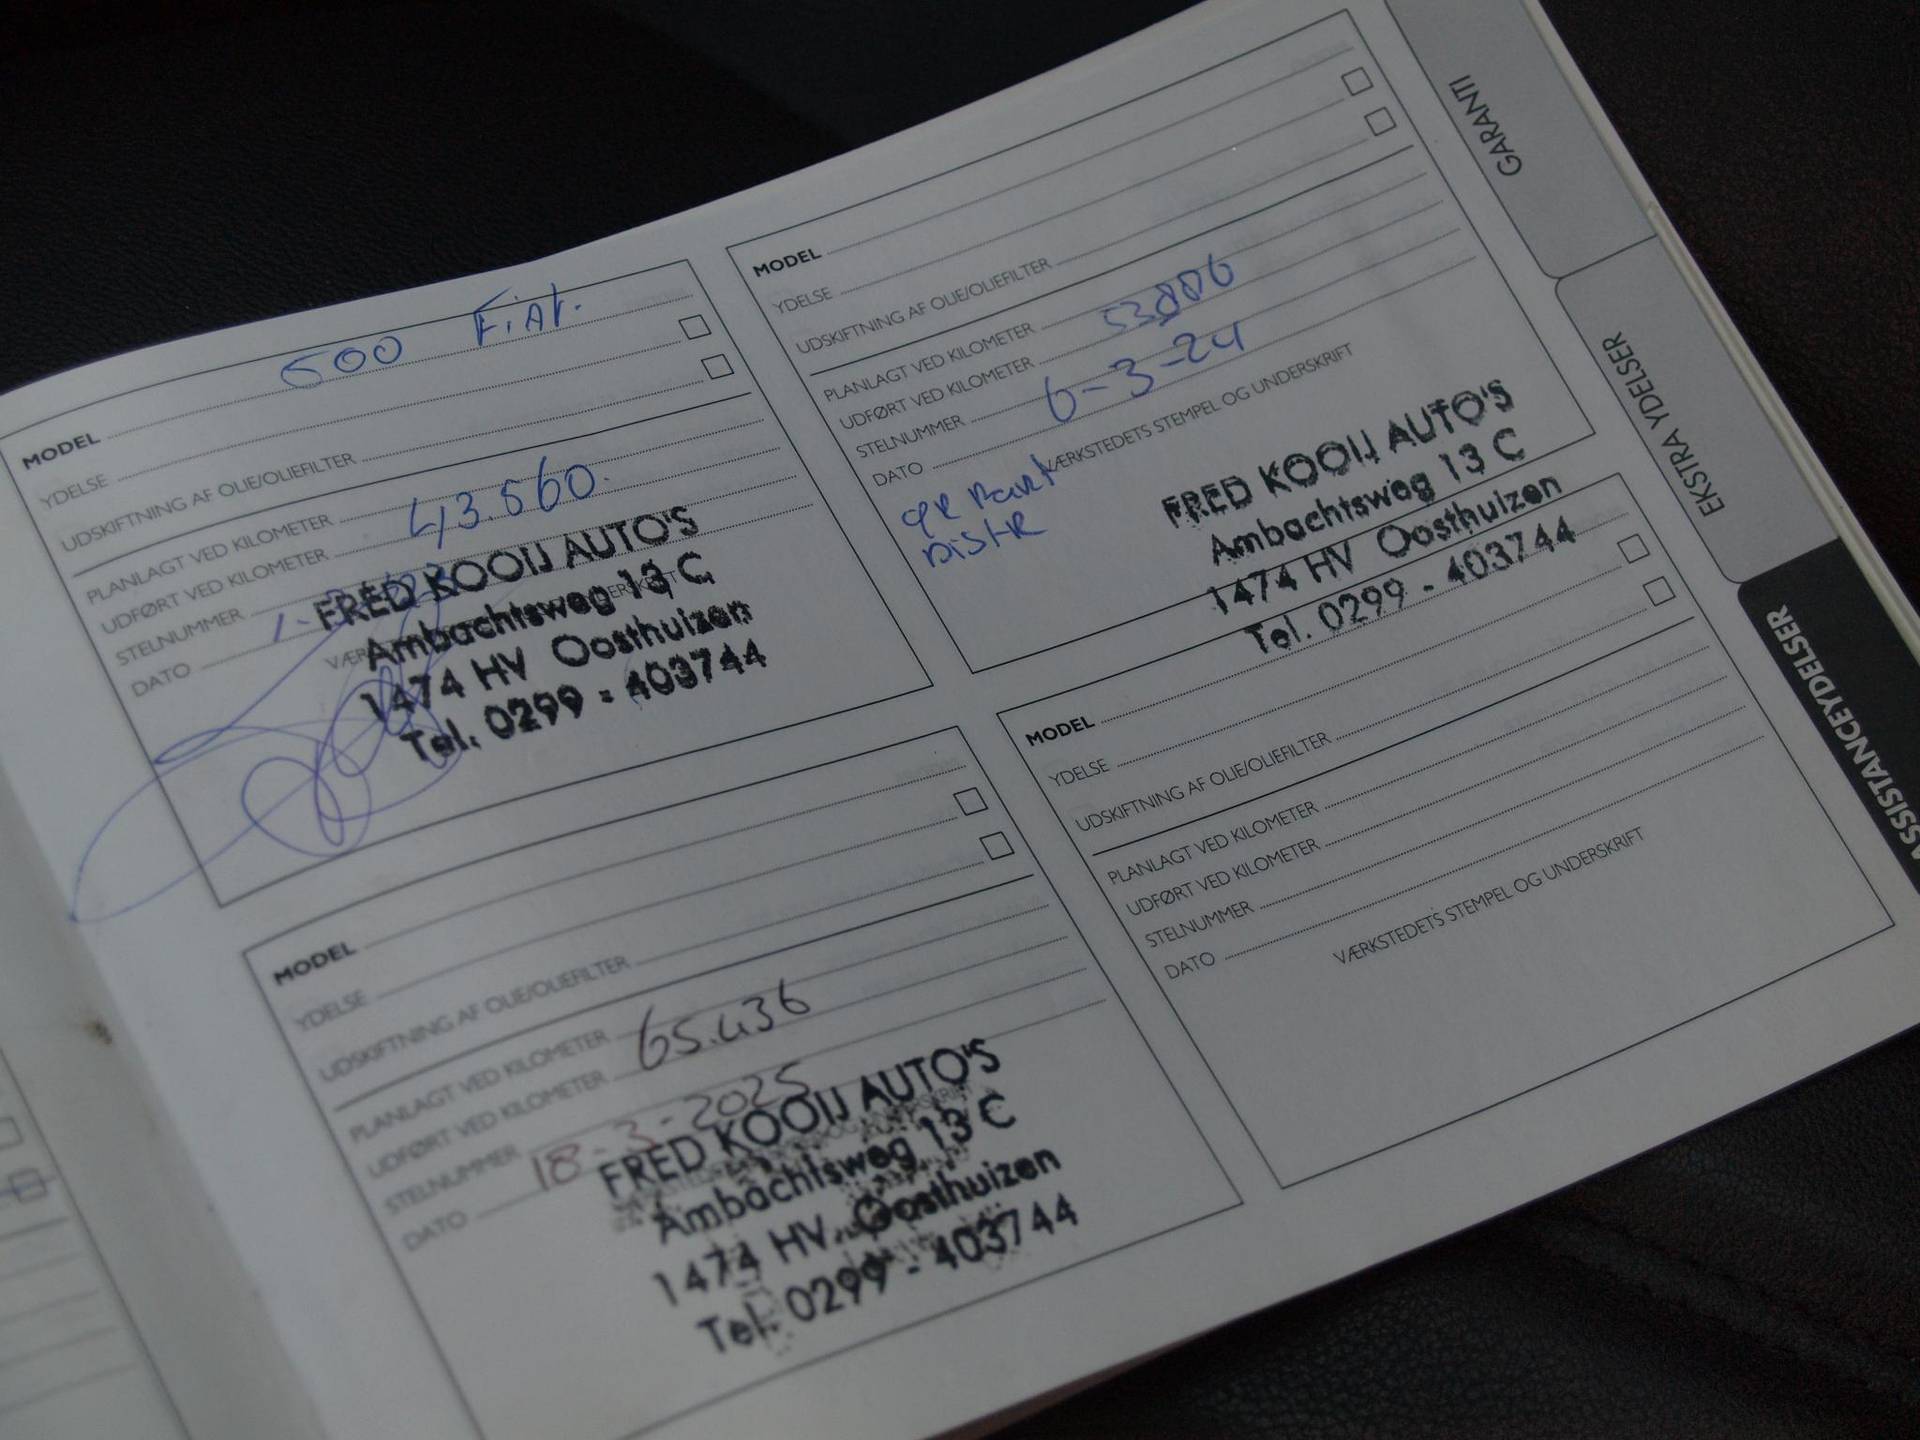 500 Fiat.
MODEL
YDELSE
UDSKIFTNING AF OLIE/OLIEFILTER
PLANLAGT VED KILOMETER
43.560.
UDFØRT VED KILOMETER
STELNUMMER
DATO
FRED KOOIJ AUTO'S
Ambachtsweg 13 C
1474 HV Oosthuizen
Tel. 0299 - 403744
MODEL
YDELSE
UDSKIFTNING AF OLIE/OLIEFILTER
PLANLAGT VED KILOMETER
UDFØRT VED KILOMETER
STELNUMMER
DATO
6-3-24
VÆRKSTEDETS STEMPEL OG UNDERSKRIFT
FRED KOOIJ AUTO'S
Ambachtsweg 13 C
1474 HV Oosthuizen
Tel. 0299 - 403744
MODEL
YDELSE
UDSKIFTNING AF OLIE/OLIEFILTER
PLANLAGT VED KILOMETER
65.436
UDFØRT VED KILOMETER
STELNUMMER
DATO
18-3-2025
FRED KOOIJ AUTO'S
Ambachtsweg 13 C
1474 HV Oosthuizen
Tel. 0299 - 403744
MODEL
YDELSE
UDSKIFTNING AF OLIE/OLIEFILTER
PLANLAGT VED KILOMETER
UDFØRT VED KILOMETER
STELNUMMER
DATO
VÆRKSTEDETS STEMPEL OG UNDERSKRIFT
GARANTI
EKSTRA YDELSER
ASSISTANCEYDELSER